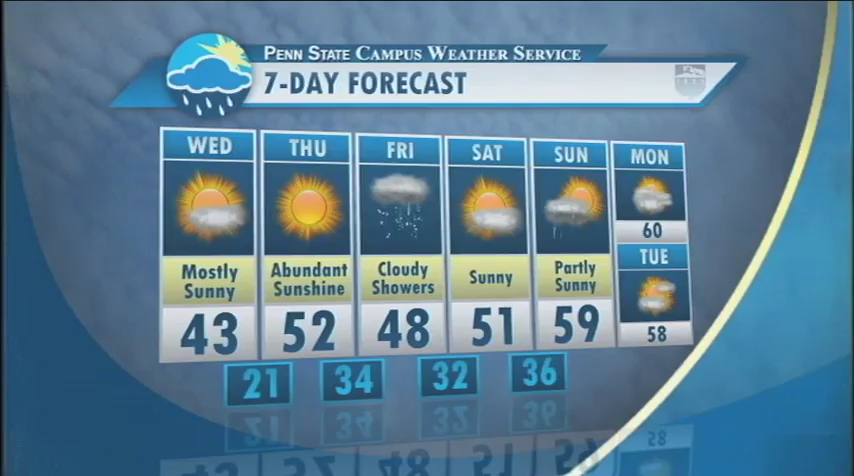 PENN STATE CAMPUS WEATHER SERVICE
7-DAY FORECAST
WED
THU
FRI
SAT
SUN
MON
60
TUE
58
Mostly
Sunny
Abundant
Sunshine
Cloudy
Showers
Sunny
Partly
Sunny
43
52
48
51
59
21
34
32
36